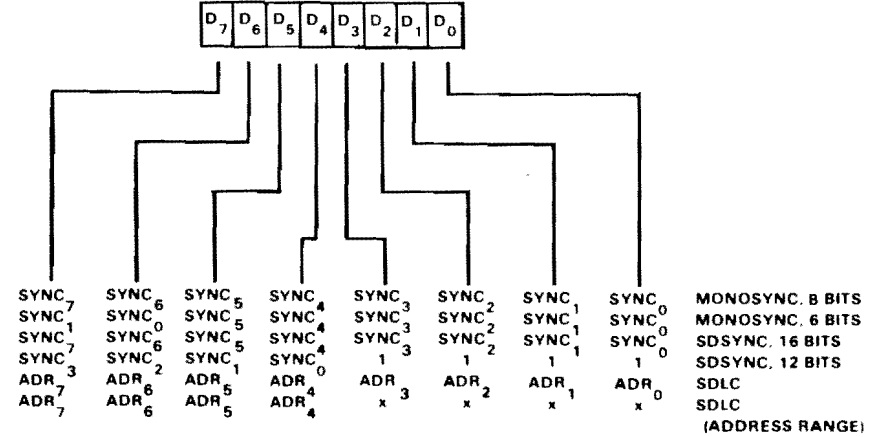 D7 D6 D5 D4 D3 D2 D1 D0
SYNC7 SYNC6 SYNC5 SYNC4 SYNC3 SYNC2 SYNC1 SYNC0 MONOSYNC, 8 BITS
SYNC1 SYNC0 SYNC5 SYNC4 SYNC3 SYNC2 SYNC1 SYNC0 MONOSYNC, 6 BITS
SYNC7 SYNC6 SYNC5 SYNC4 SYNC3 SYNC2 SYNC1 SYNC0 SDSYNC, 16 BITS
SYNC3 SYNC2 SYNC1 SYNC0 1 1 1 1 SDSYNC, 12 BITS
ADR7 ADR6 ADR5 ADR4 ADR3 ADR2 ADR1 ADR0 SDLC
ADR7 ADR6 ADR5 ADR4 x x x x SDLC
(ADDRESS RANGE)